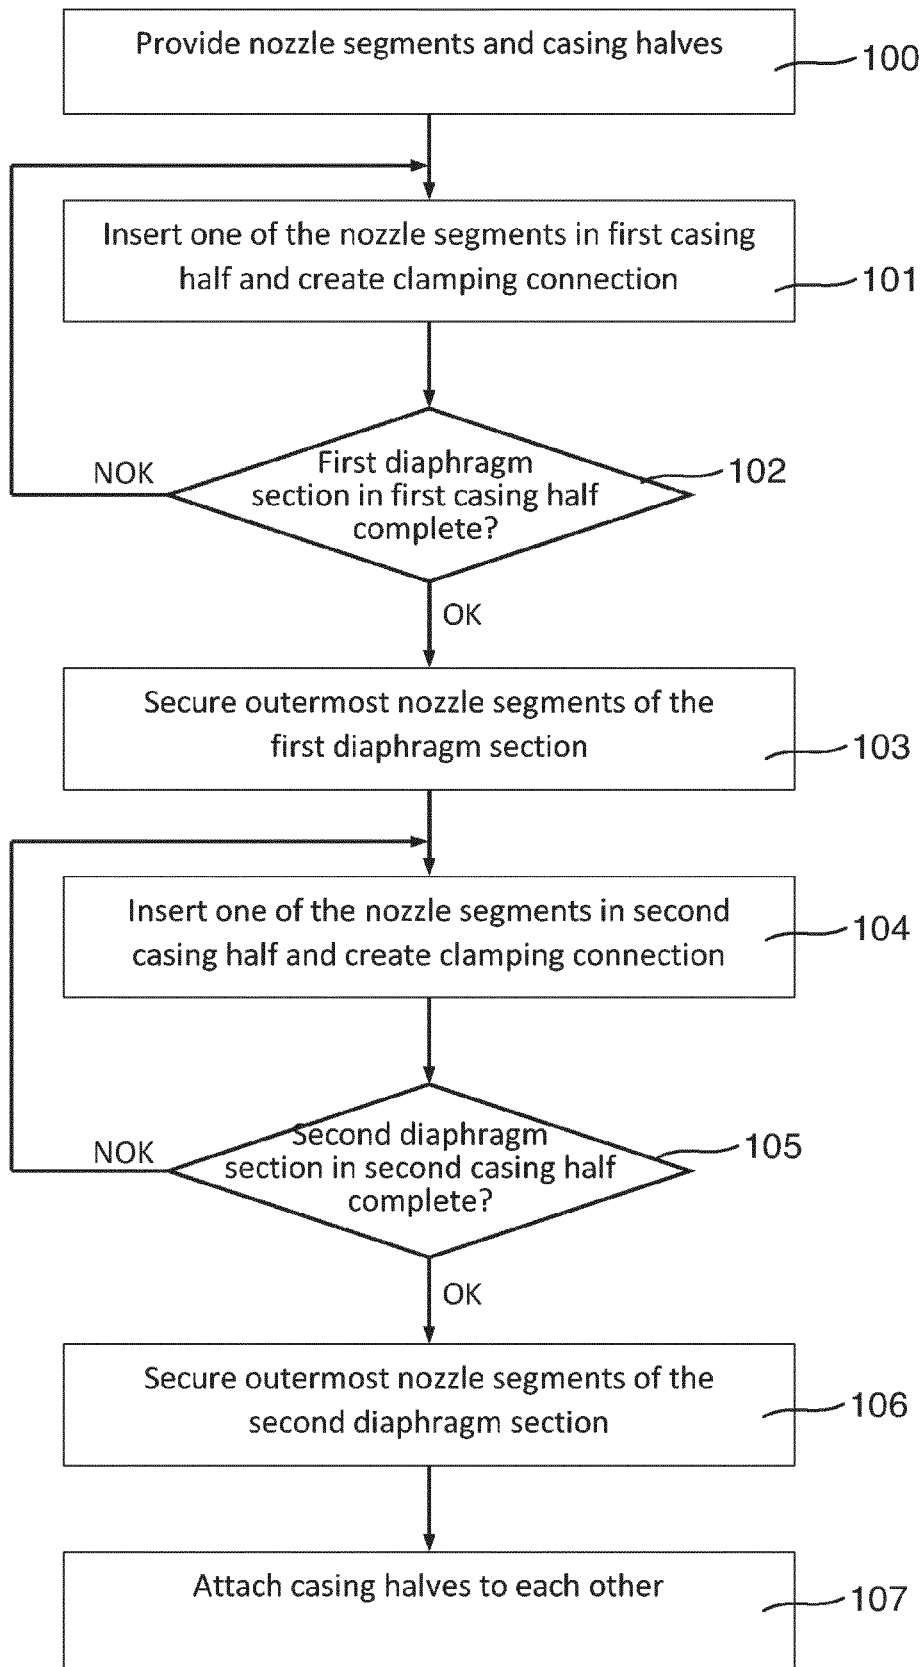 Provide nozzle segments and casing halves
100
Insert one of the nozzle segments in first casing
half and create clamping connection
101
First diaphragm
section in first casing half
complete?
102
NOK
OK
Secure outermost nozzle segments of the
first diaphragm section
103
Insert one of the nozzle segments in second
casing half and create clamping connection
104
Second diaphragm
section in second casing half
complete?
105
NOK
OK
Secure outermost nozzle segments of the
second diaphragm section
106
Attach casing halves to each other
107